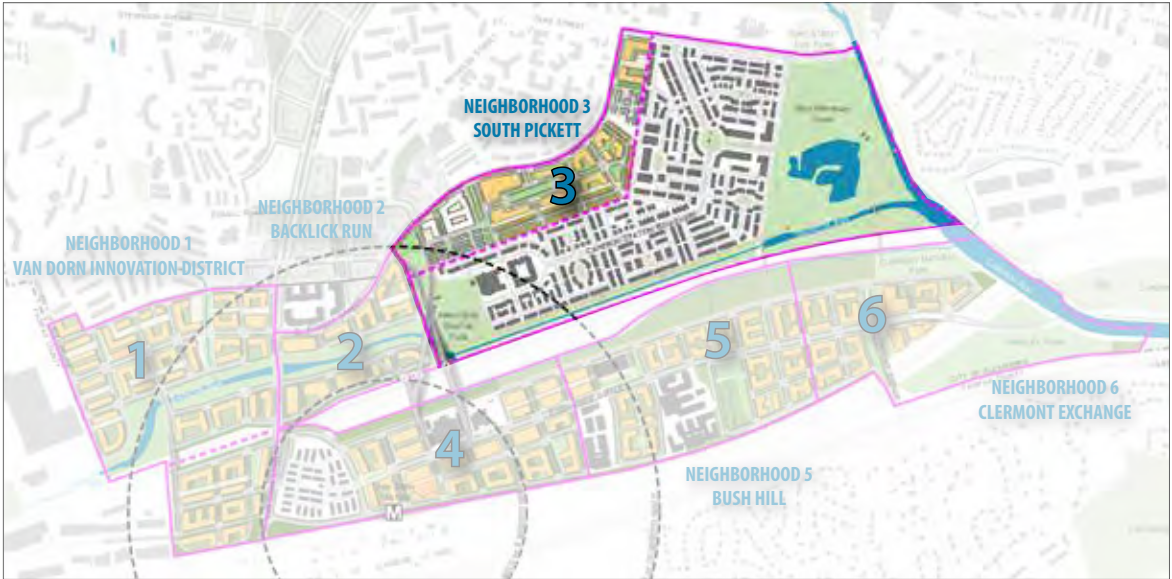 NEIGHBORHOOD 3
SOUTH PICKETT
3
NEIGHBORHOOD 2
BACKLICK RUN
NEIGHBORHOOD 1
VAN DORN INNOVATION DISTRICT
1
2
5
6
4
M
NEIGHBORHOOD 6
CLERMONT EXCHANGE
NEIGHBORHOOD 5
BUSH HILL